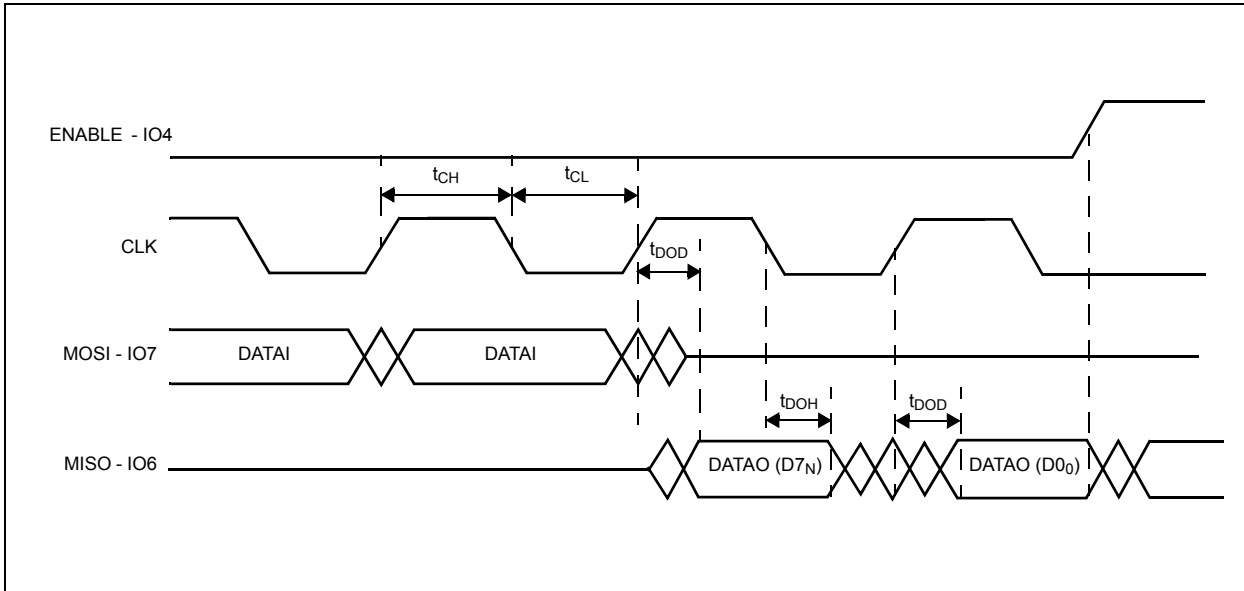 ENABLE - IO4
tCH
tCL
CLK
tDOD
MOSI - IO7
DATAI
DATAI
tDOH
tDOD
MISO - IO6
DATAO (D7N)
DATAO (D00)